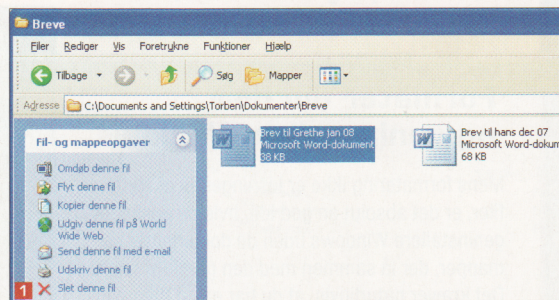 Breve
Filer Rediger Vis Foretrukne Funktioner Hjælp
Tilbage Søg Mapper
Adresse C:\Documents and Settings\Torben\Dokumenter\Breve
Fil- og mappeopgaver
Omdøb denne fil
Flyt denne fil
Kopier denne fil
Udgiv denne fil på World
Wide Web
Send denne fil med e-mail
Udskriv denne fil
1 Slet denne fil
Brev til Grethe jan 08
Microsoft Word-dokument
38 KB
Brev til hans dec 07
Microsoft Word-dokum
68 KB